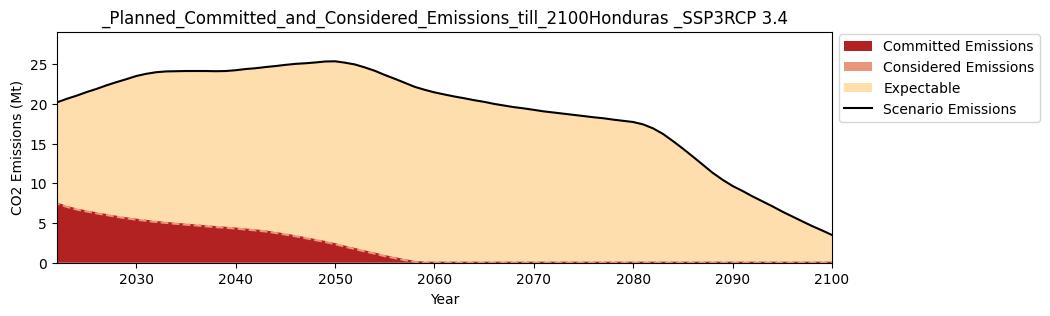 _Planned_Committed_and_Considered_Emissions_till_2100Honduras _SSP3RCP 3.4
CO2 Emissions (Mt)
25
20
15
10
5
0
2030 2040 2050 2060 2070 2080 2090 2100
Year
Committed Emissions
Considered Emissions
Expectable
Scenario Emissions